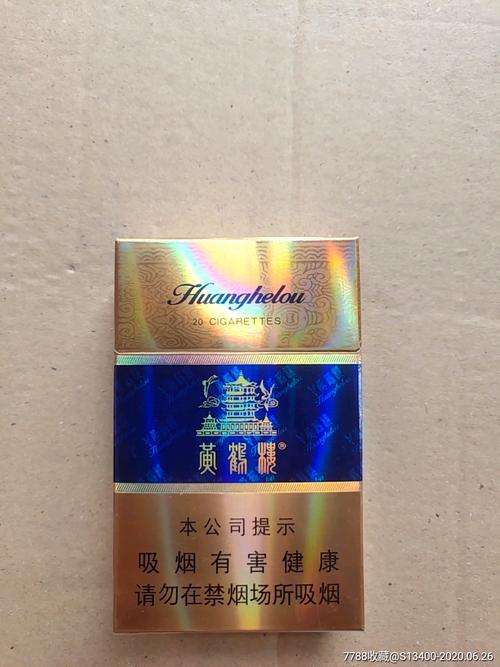 Huanghelou
20 CIGARETTES
黄鹤楼®
本公司提示
吸烟有害健康
请勿在禁烟场所吸烟
7788收藏@S13400-2020.06.26